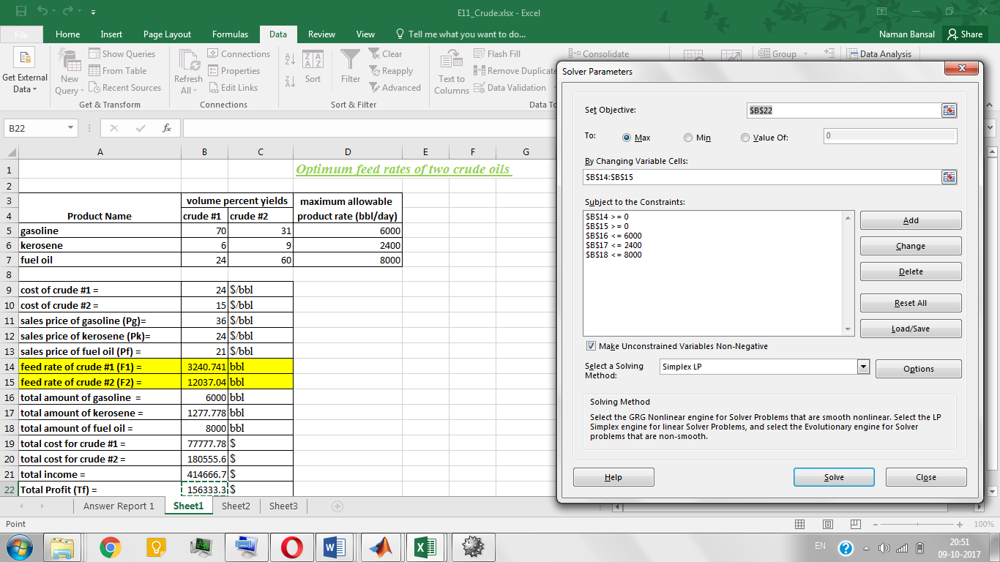 E11_Crude.xlsx - Excel
File Home Insert Page Layout Formulas Data Review View Tell me what you want to do... Naman Bansal Share
Get External Data
New Query
Show Queries
From Table
Recent Sources
Get & Transform
Refresh All
Connections
Properties
Edit Links
Connections
Sort
Filter
Clear
Reapply
Advanced
Sort & Filter
Text to Columns
Flash Fill
Remove Duplicate
Data Validation
Consolidate
Data To
Group
Data Analysis
B22
fx
A B C D E F G
1 Optimum feed rates of two crude oils
2
3 volume percent yields maximum allowable
4 Product Name crude #1 crude #2 product rate (bbl/day)
5 gasoline 70 31 6000
6 kerosene 6 9 2400
7 fuel oil 24 60 8000
8
9 cost of crude #1 = 24 $/bbl
10 cost of crude #2 = 15 $/bbl
11 sales price of gasoline (Pg)= 36 $/bbl
12 sales price of kerosene (Pk)= 24 $/bbl
13 sales price of fuel oil (Pf) = 21 $/bbl
14 feed rate of crude #1 (F1) = 3240.741 bbl
15 feed rate of crude #2 (F2) = 12037.04 bbl
16 total amount of gasoline = 6000 bbl
17 total amount of kerosene = 1277.778 bbl
18 total amount of fuel oil = 8000 bbl
19 total cost for crude #1 = 77777.78 $
20 total cost for crude #2 = 180555.6 $
21 total income = 414666.7 $
22 Total Profit (Tf) = 156333.3 $
Answer Report 1 Sheet1 Sheet2 Sheet3
Point
100%
Solver Parameters
Set Objective: $B$22
To: Max Min Value Of: 0
By Changing Variable Cells:
$B$14:$B$15
Subject to the Constraints:
$B$14 >= 0
$B$15 >= 0
$B$16 <= 6000
$B$17 <= 2400
$B$18 <= 8000
Add
Change
Delete
Reset All
Load/Save
Make Unconstrained Variables Non-Negative
Select a Solving Method: Simplex LP Options
Solving Method
Select the GRG Nonlinear engine for Solver Problems that are smooth nonlinear. Select the LP
Simplex engine for linear Solver Problems, and select the Evolutionary engine for Solver
problems that are non-smooth.
Help Solve Close
EN
20:51
09-10-2017